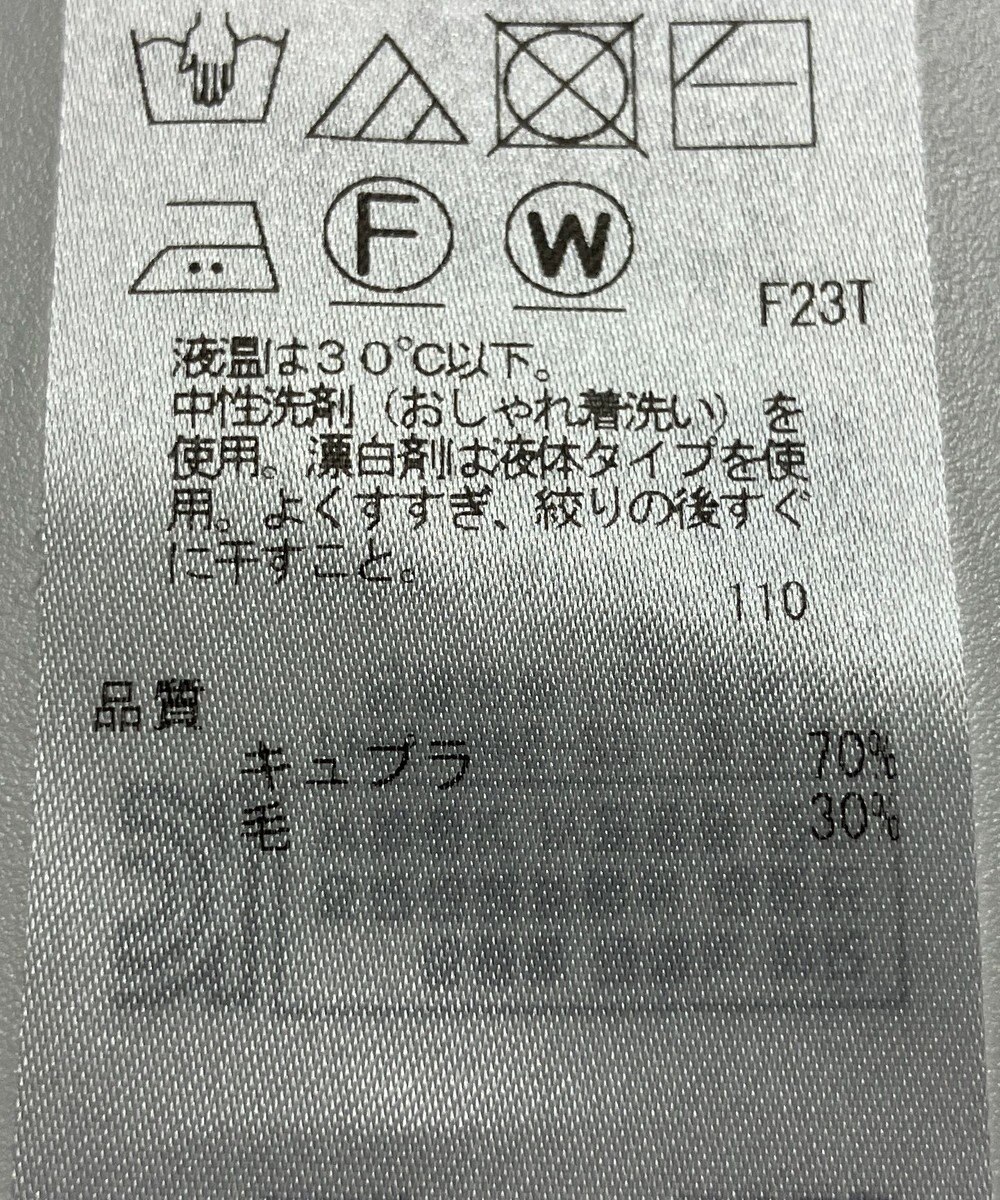 F
W
F23T
液温は30℃以下。
中性洗剤（おしゃれ着洗い）を
使用。漂白剤は液体タイプを使
用。よくすすぎ、絞りの後すぐ
に干すこと。
110
品質
キュプラ 70%
毛 30%